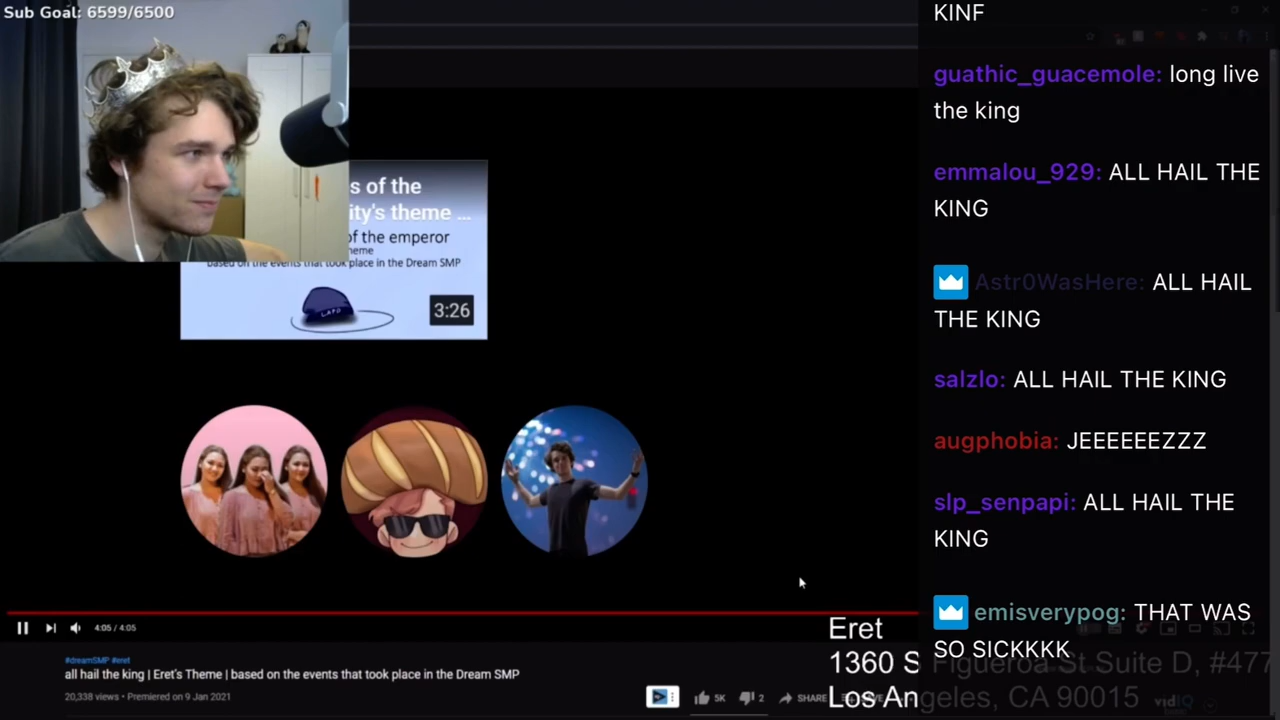 Sub Goal: 6599/6500
KINF
guathic_guacemole: long live
the king
emmalou_929: ALL HAIL THE
KING
Astr0WasHere: ALL HAIL
THE KING
salzlo: ALL HAIL THE KING
augphobia: JEEEEEEZZZ
slp_senpapi: ALL HAIL THE
KING
emisverypog: THAT WAS
SO SICKKKK
s of the
ity's theme ...
of the emperor
heme
based on the events that took place in the Dream SMP
LAFD
3:26
4:05 / 4:05
#dreamSMP #eret
all hail the king | Eret's Theme | based on the events that took place in the Dream SMP
20,338 views • Premiered on 9 Jan 2021
5K
2
SHARE
Eret
1360 S Figueroa St Suite D, #477
Los Angeles, CA 90015
vidIQ